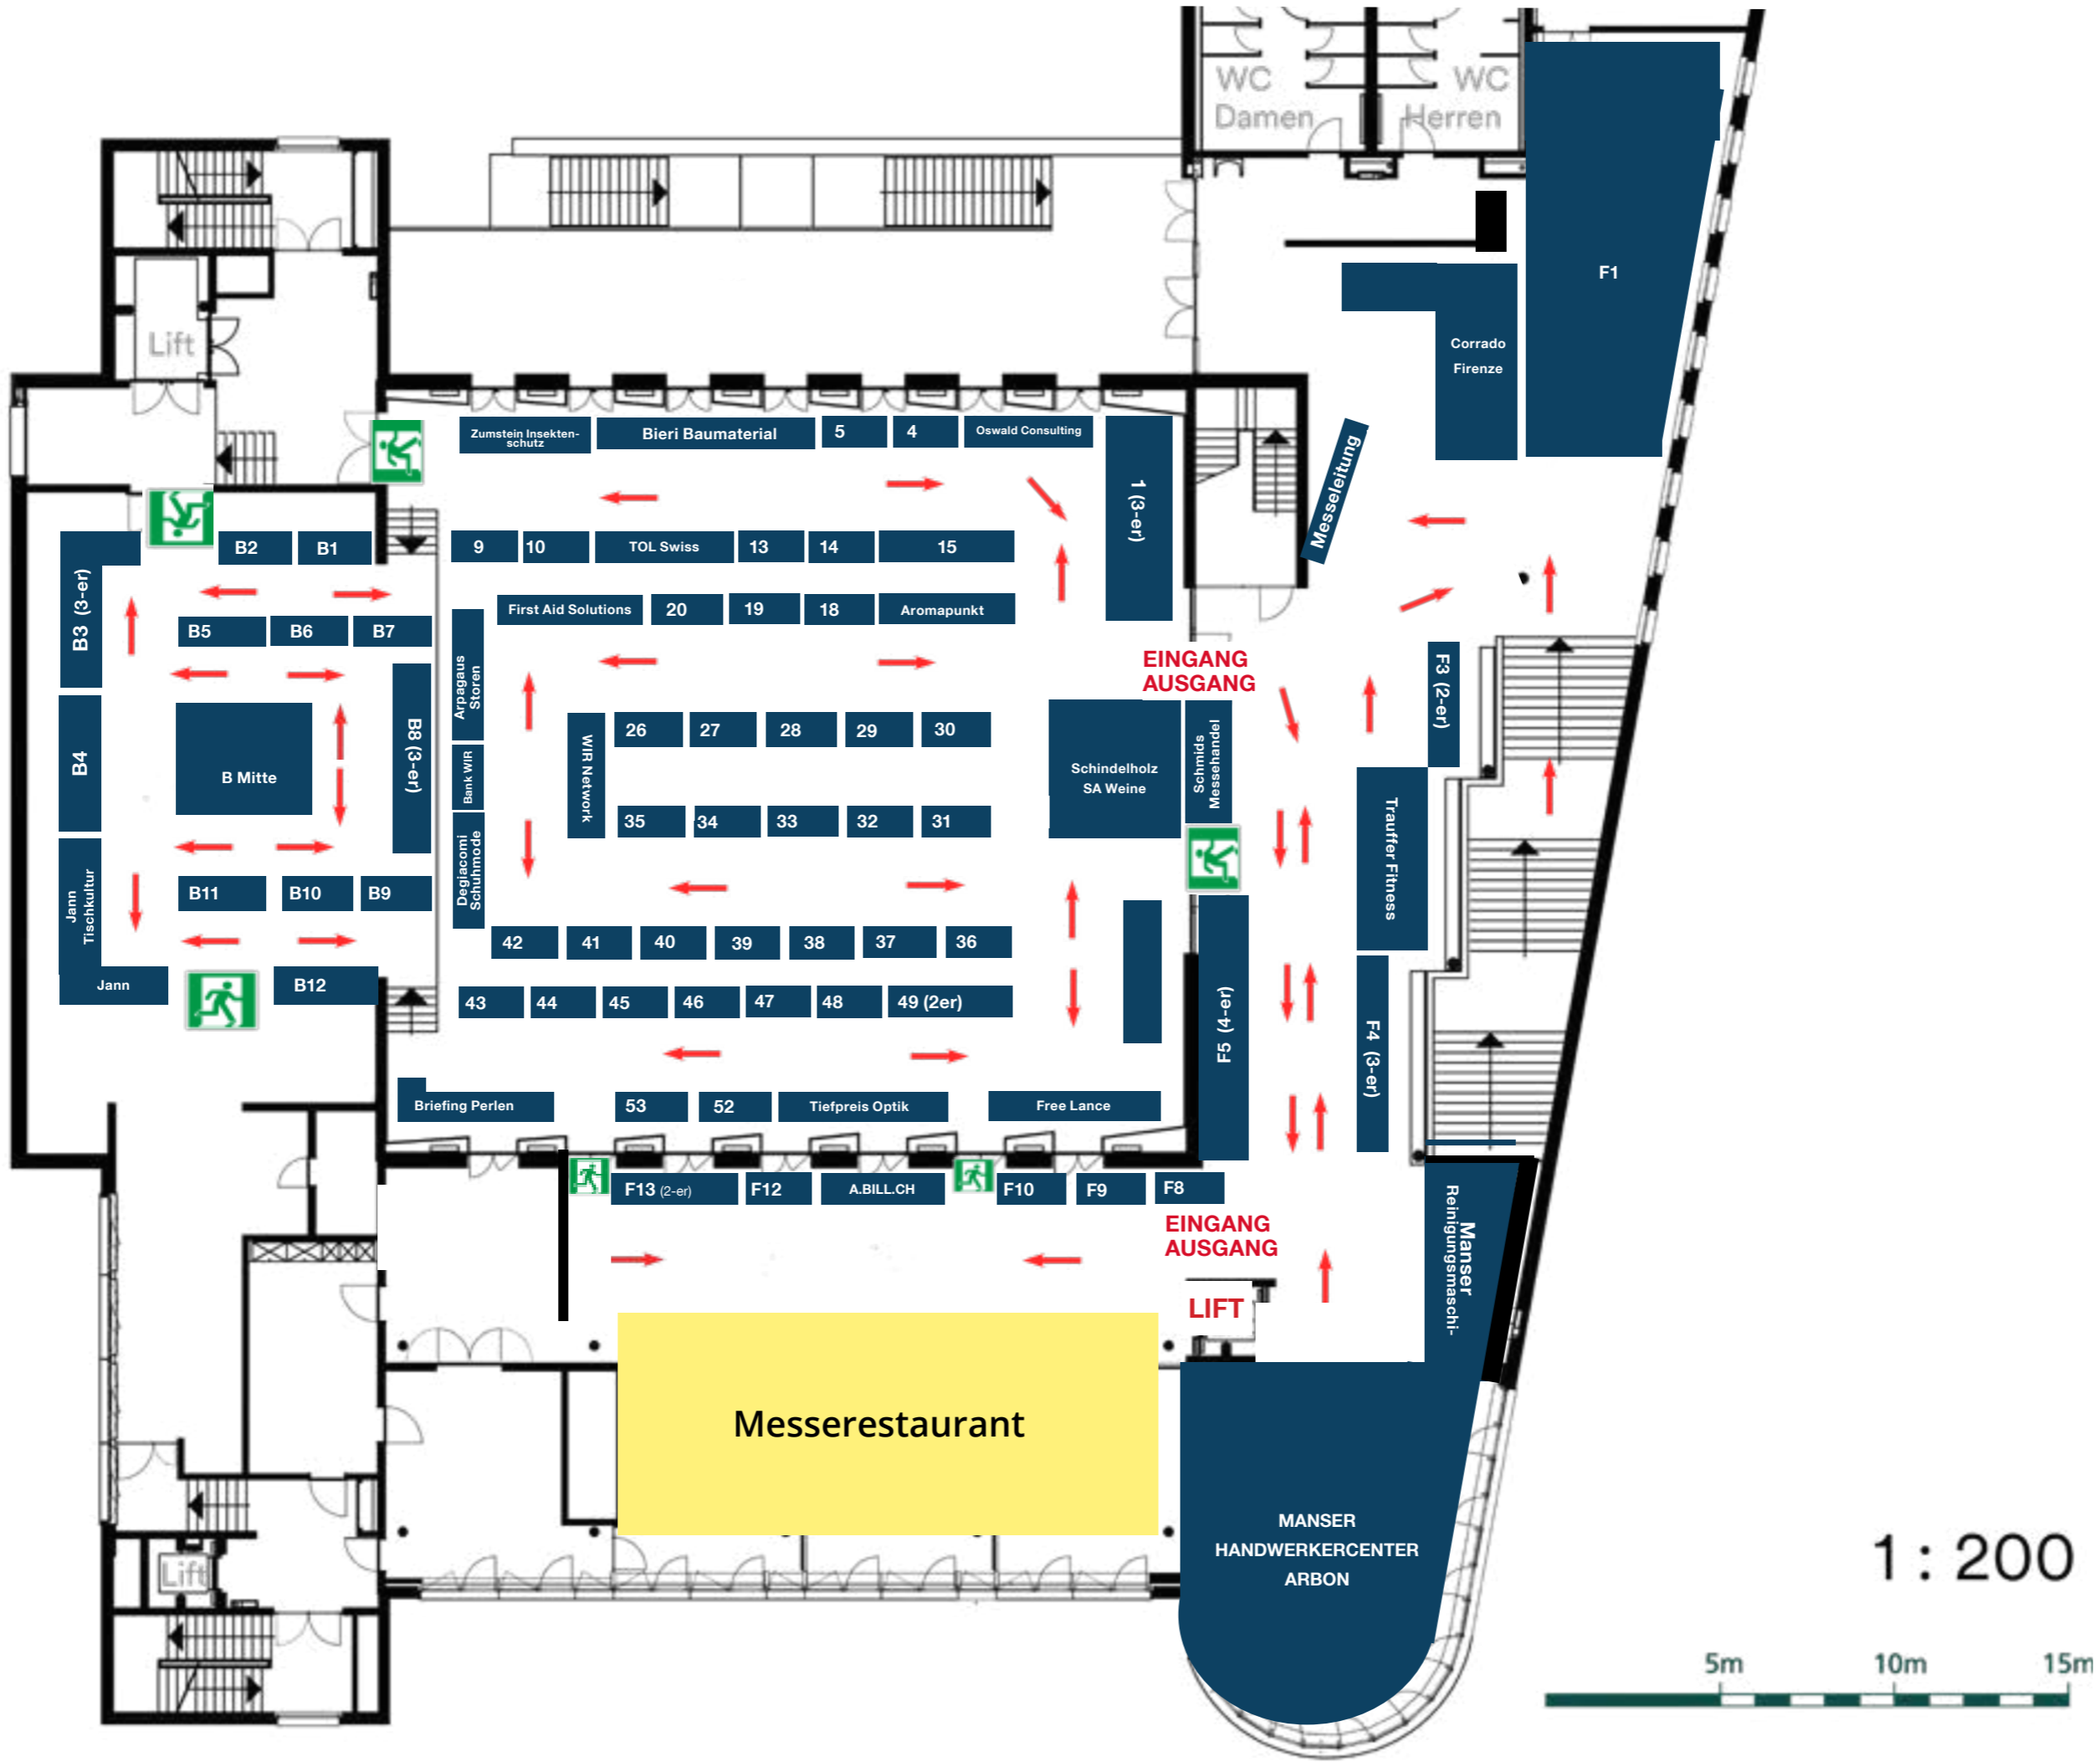 WC
Damen
WC
Herren
F1
Lift
Corrado
Firenze
Zumstein Insekten-
schutz
Bieri Baumaterial
5
4
Oswald Consulting
1 (3-er)
Messeleitung
B2
B1
9
10
TOL Swiss
13
14
15
B3 (3-er)
B5
B6
B7
First Aid Solutions
20
19
18
Aromapunkt
EINGANG
AUSGANG
F3 (2-er)
Arpagaus
Storen
B4
B Mitte
B8 (3-er)
Bank WIR
WIR Network
26
27
28
29
30
Schindelholz
SA Weine
Schmids
Messehandel
Trauffer Fitness
35
34
33
32
31
Degiacomi
Schuhmode
Jann
Tischkultur
B11
B10
B9
42
41
40
39
38
37
36
Jann
B12
43
44
45
46
47
48
49 (2er)
F5 (4-er)
F4 (3-er)
Briefing Perlen
53
52
Tiefpreis Optik
Free Lance
F13 (2-er)
F12
A.BILL.CH
F10
F9
F8
EINGANG
AUSGANG
Manser
Reinigungsmaschi-
LIFT
Messerestaurant
MANSER
HANDWERKERCENTER
ARBON
Lift
1 : 200
5m
10m
15m